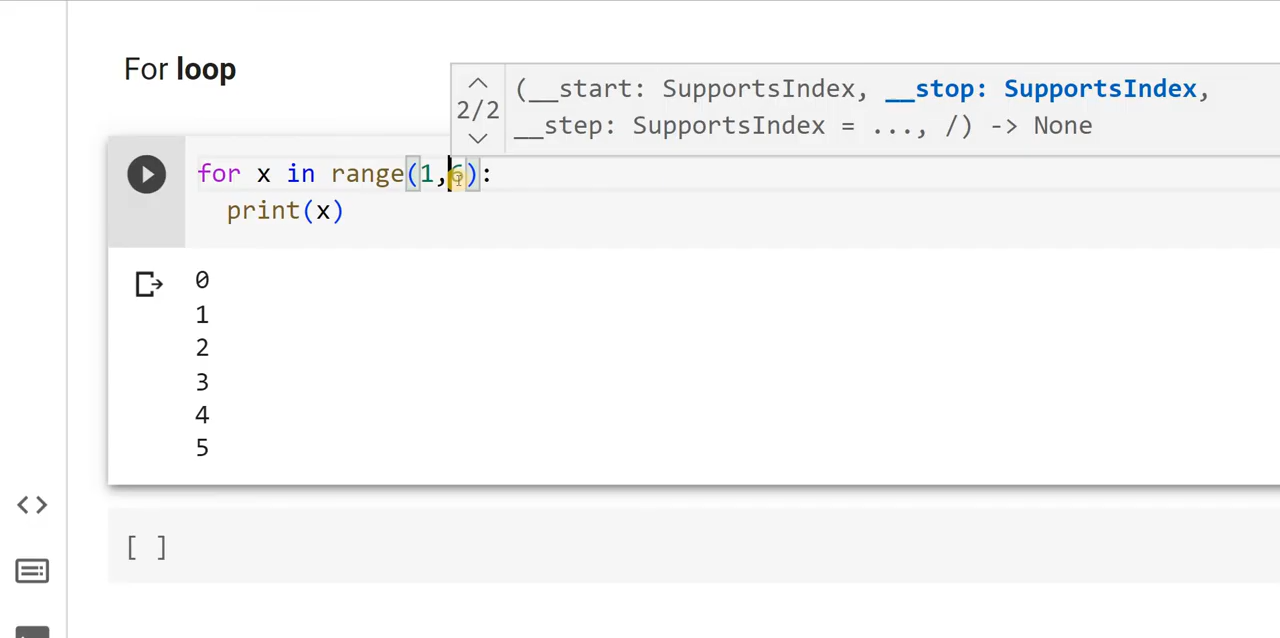 For loop
2/2
(__start: SupportsIndex, __stop: SupportsIndex,
__step: SupportsIndex = ..., /) -> None
for x in range(1,6):
print(x)
0
1
2
3
4
5
[ ]